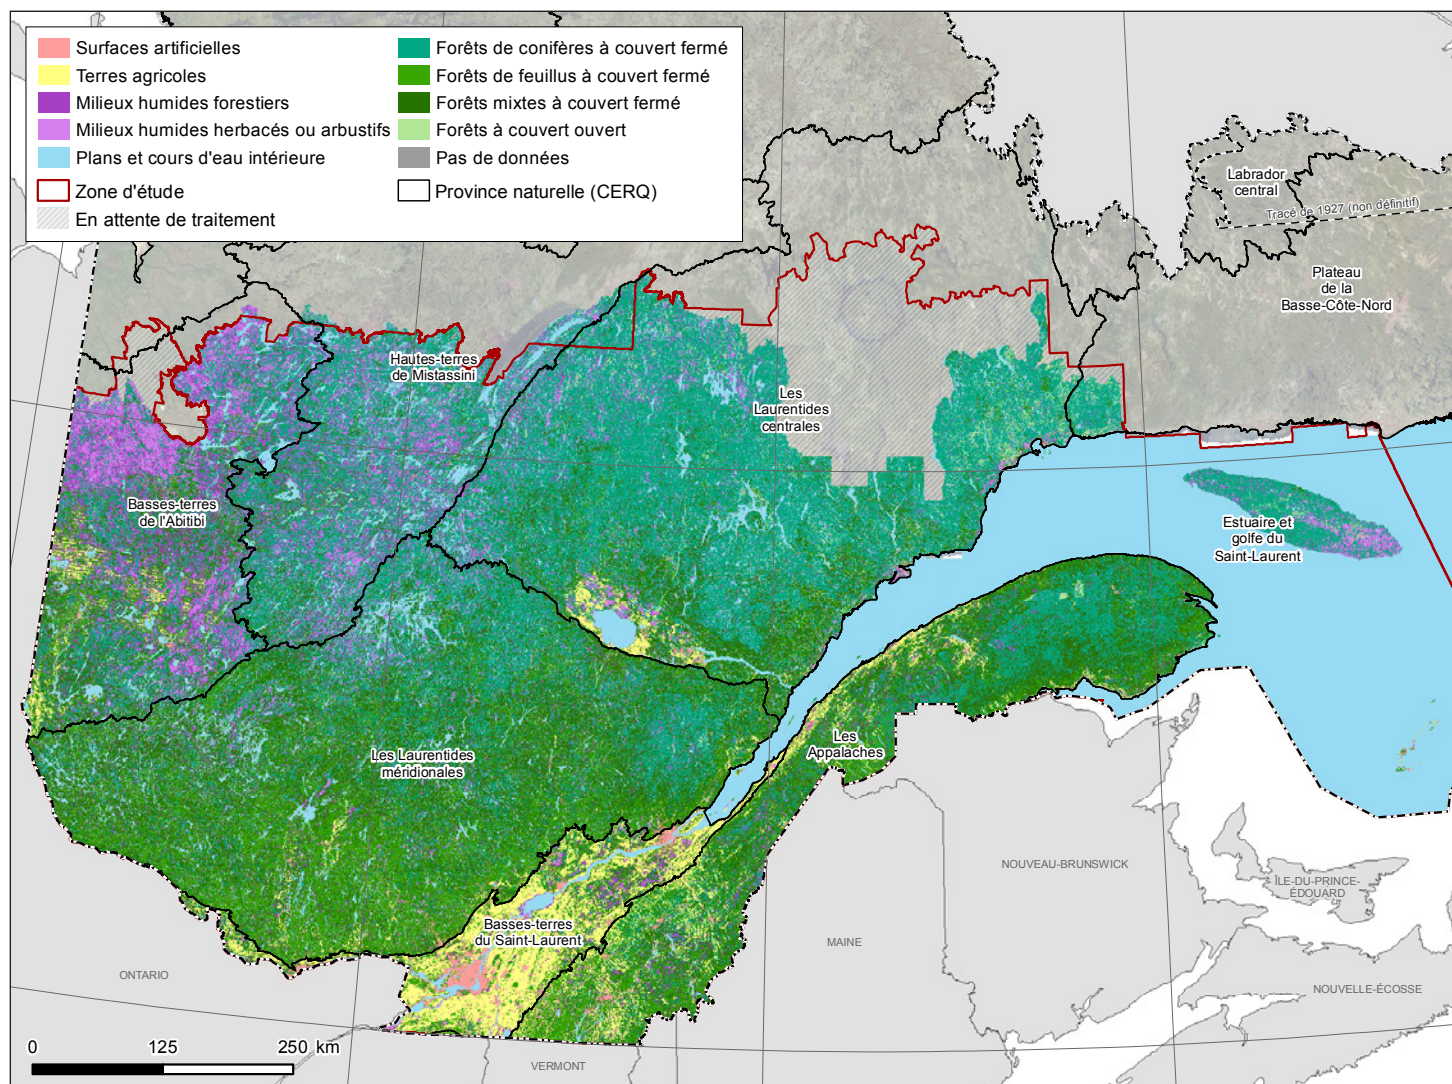 Surfaces artificielles
Terres agricoles
Milieux humides forestiers
Milieux humides herbacés ou arbustifs
Plans et cours d'eau intérieure
Zone d'étude
En attente de traitement
Forêts de conifères à couvert fermé
Forêts de feuillus à couvert fermé
Forêts mixtes à couvert fermé
Forêts à couvert ouvert
Pas de données
Province naturelle (CERQ)
Labrador
central
Tracé de 1927 (non définitif)
Plateau
de la
Basse-Côte-Nord
Hautes-terres
de Mistassini
Les
Laurentides
centrales
Basses-terres
de l'Abitibi
Estuaire et
golfe du
Saint-Laurent
Les Laurentides
méridionales
Les
Appalaches
Basses-terres
du Saint-Laurent
NOUVEAU-BRUNSWICK
ÎLE-DU-PRINCE-
ÉDOUARD
MAINE
ONTARIO
NOUVELLE-ÉCOSSE
VERMONT
0 125 250 km